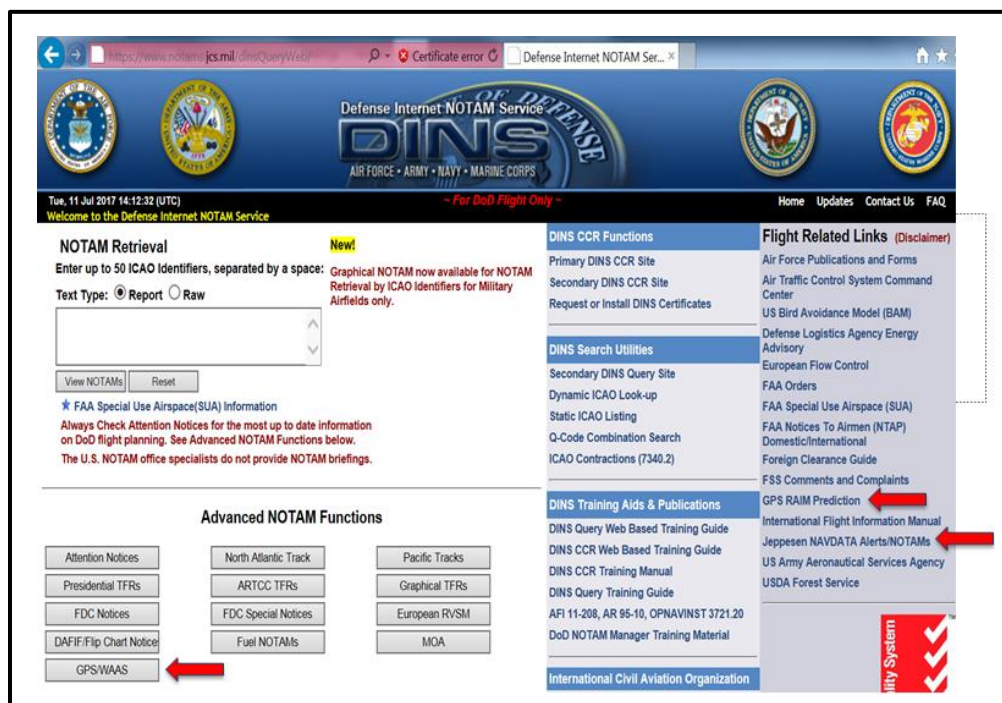 https://www.notams.jcs.mil/dinsQueryWeb/
Certificate error
Defense Internet NOTAM Ser...
Defense Internet NOTAM Service
DINS
AIR FORCE • ARMY • NAVY • MARINE CORPS
OF DEFENSE
Tue, 11 Jul 2017 14:12:32 (UTC)
~ For DoD Flight Only ~
Home Updates Contact Us FAQ
Welcome to the Defense Internet NOTAM Service
NOTAM Retrieval
Enter up to 50 ICAO Identifiers, separated by a space:
Text Type: Report Raw
View NOTAMs Reset
FAA Special Use Airspace(SUA) Information
Always Check Attention Notices for the most up to date information
on DoD flight planning. See Advanced NOTAM Functions
below.
The U.S. NOTAM office specialists do not provide NOTAM briefings.
New!
Graphical NOTAM now available for NOTAM
Retrieval by ICAO Identifiers for Military
Airfields only.
Advanced NOTAM Functions
Attention Notices North Atlantic Track Pacific Tracks
Presidential TFRs ARTCC TFRs Graphical TFRs
FDC Notices FDC Special Notices European RVSM
DAFIF/Flip Chart Notice Fuel NOTAMs MOA
GPS/WAAS
DINS CCR Functions
Primary DINS CCR Site
Secondary DINS CCR Site
Request or Install DINS Certificates
DINS Search Utilities
Secondary DINS Query Site
Dynamic ICAO Look-up
Static ICAO Listing
Q-Code Combination Search
ICAO Contractions (7340.2)
DINS Training Aids & Publications
DINS Query Web Based Training Guide
DINS CCR Web Based Training Guide
DINS CCR Training Manual
DINS Query Training Guide
AFI 11-208, AR 95-10, OPNAVINST 3721.20
DoD NOTAM Manager Training Material
International Civil Aviation Organization
Flight Related Links (Disclaimer)
Air Force Publications and Forms
Air Traffic Control System Command
Center
US Bird Avoidance Model (BAM)
Defense Logistics Agency Energy
Advisory
European Flow Control
FAA Orders
FAA Special Use Airspace (SUA)
FAA Notices To Airmen (NTAP)
Domestic/International
Foreign Clearance Guide
FSS Comments and Complaints
GPS RAIM Prediction
International Flight Information Manual
Jeppesen NAVDATA Alerts/NOTAMs
US Army Aeronautical Services Agency
USDA Forest Service
ality System